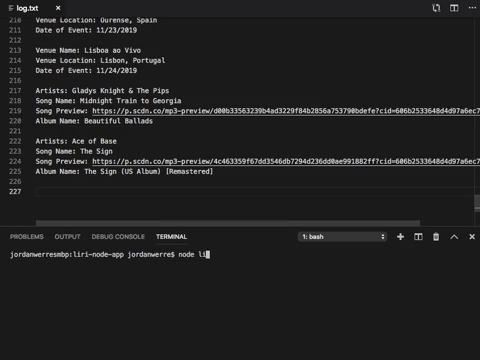 log.txt ×
210 Venue Location: Ourense, Spain
211 Date of Event: 11/23/2019
212
213 Venue Name: Lisboa ao Vivo
214 Venue Location: Lisbon, Portugal
215 Date of Event: 11/24/2019
216
217 Artists: Gladys Knight & The Pips
218 Song Name: Midnight Train to Georgia
219 Song Preview: https://p.scdn.co/mp3-preview/d00b33563239b4ad3229f84b2856a753790bdefe?cid=606b2533648d4d97a6ec7
220 Album Name: Beautiful Ballads
221
222 Artists: Ace of Base
223 Song Name: The Sign
224 Song Preview: https://p.scdn.co/mp3-preview/4c463359f67dd3546db7294d236dd0ae991882ff?cid=606b2533648d4d97a6ec7
225 Album Name: The Sign (US Album) [Remastered]
226
227
PROBLEMS OUTPUT DEBUG CONSOLE TERMINAL 1: bash
jordanwerresmbp:liri-node-app jordanwerre$ node li